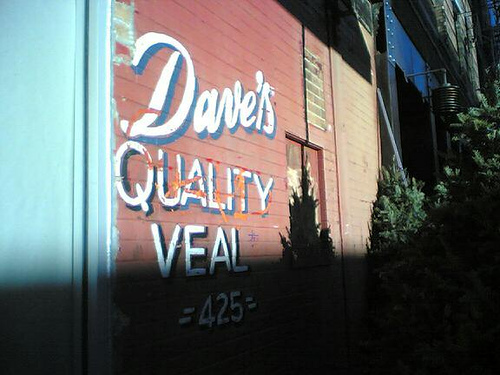 Dave's
QUALITY
VEAL
=425=